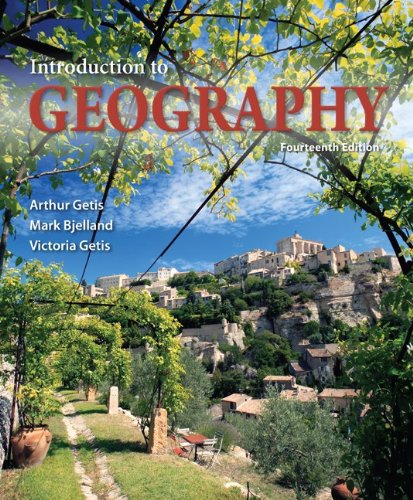 Introduction to
GEOGRAPHY
Fourteenth Edition
Arthur Getis
Mark Bjelland
Victoria Getis